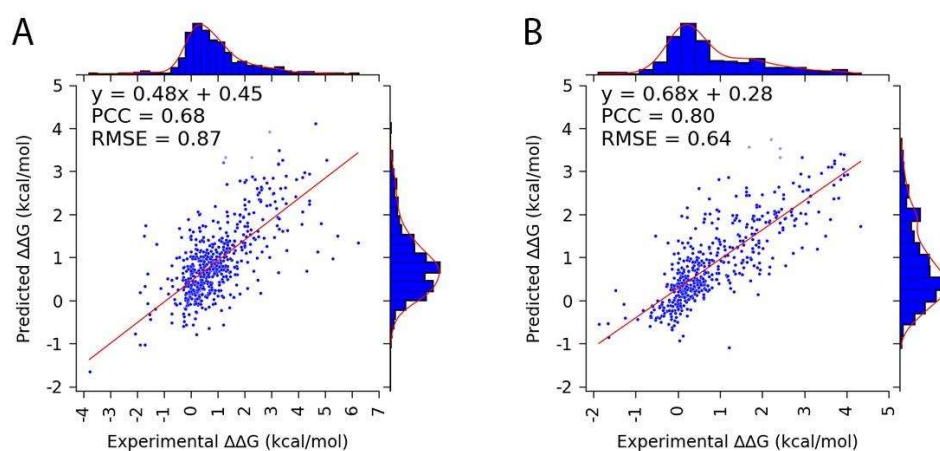 A
y = 0.48x + 0.45
PCC = 0.68
RMSE = 0.87
5
4
3
2
1
0
-1
-2
Predicted ΔΔG (kcal/mol)
-4 -3 -2 -1 0 1 2 3 4 5 6 7
Experimental ΔΔG (kcal/mol)
B
y = 0.68x + 0.28
PCC = 0.80
RMSE = 0.64
5
4
3
2
1
0
-1
-2
Predicted ΔΔG (kcal/mol)
-2 -1 0 1 2 3 4 5
Experimental ΔΔG (kcal/mol)